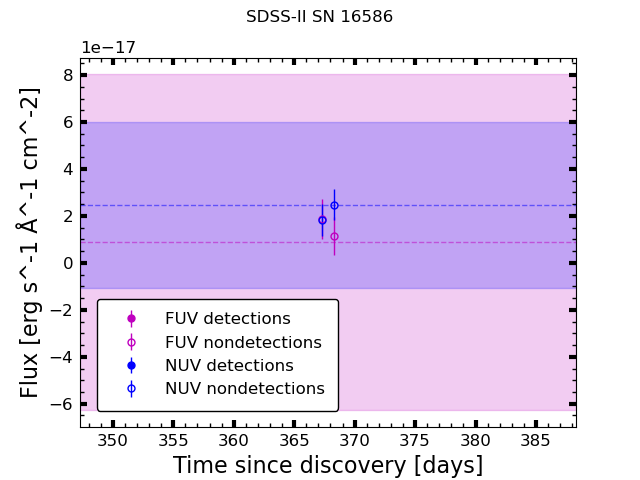 SDSS-II SN 16586
1e−17
8
6
4
2
0
−2
−4
−6
Flux [erg s^-1 Å^-1 cm^-2]
FUV detections
FUV nondetections
NUV detections
NUV nondetections
350 355 360 365 370 375 380 385
Time since discovery [days]